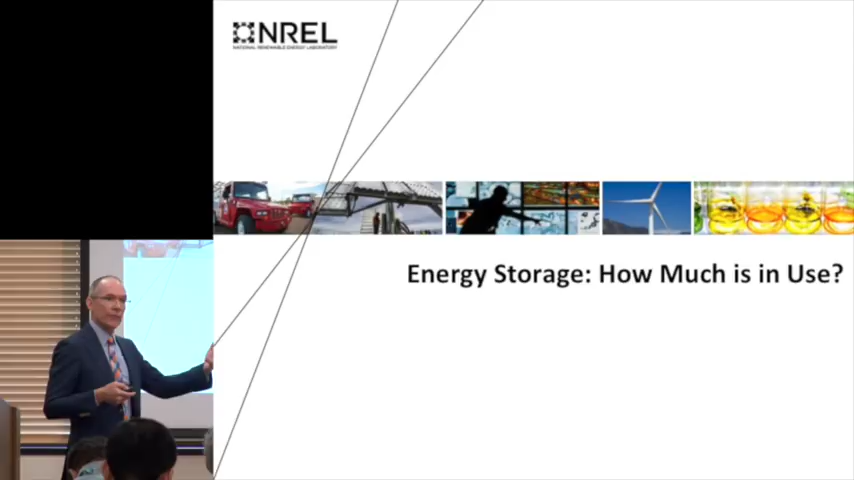 NREL
NATIONAL RENEWABLE ENERGY LABORATORY
Energy Storage: How Much is in Use?